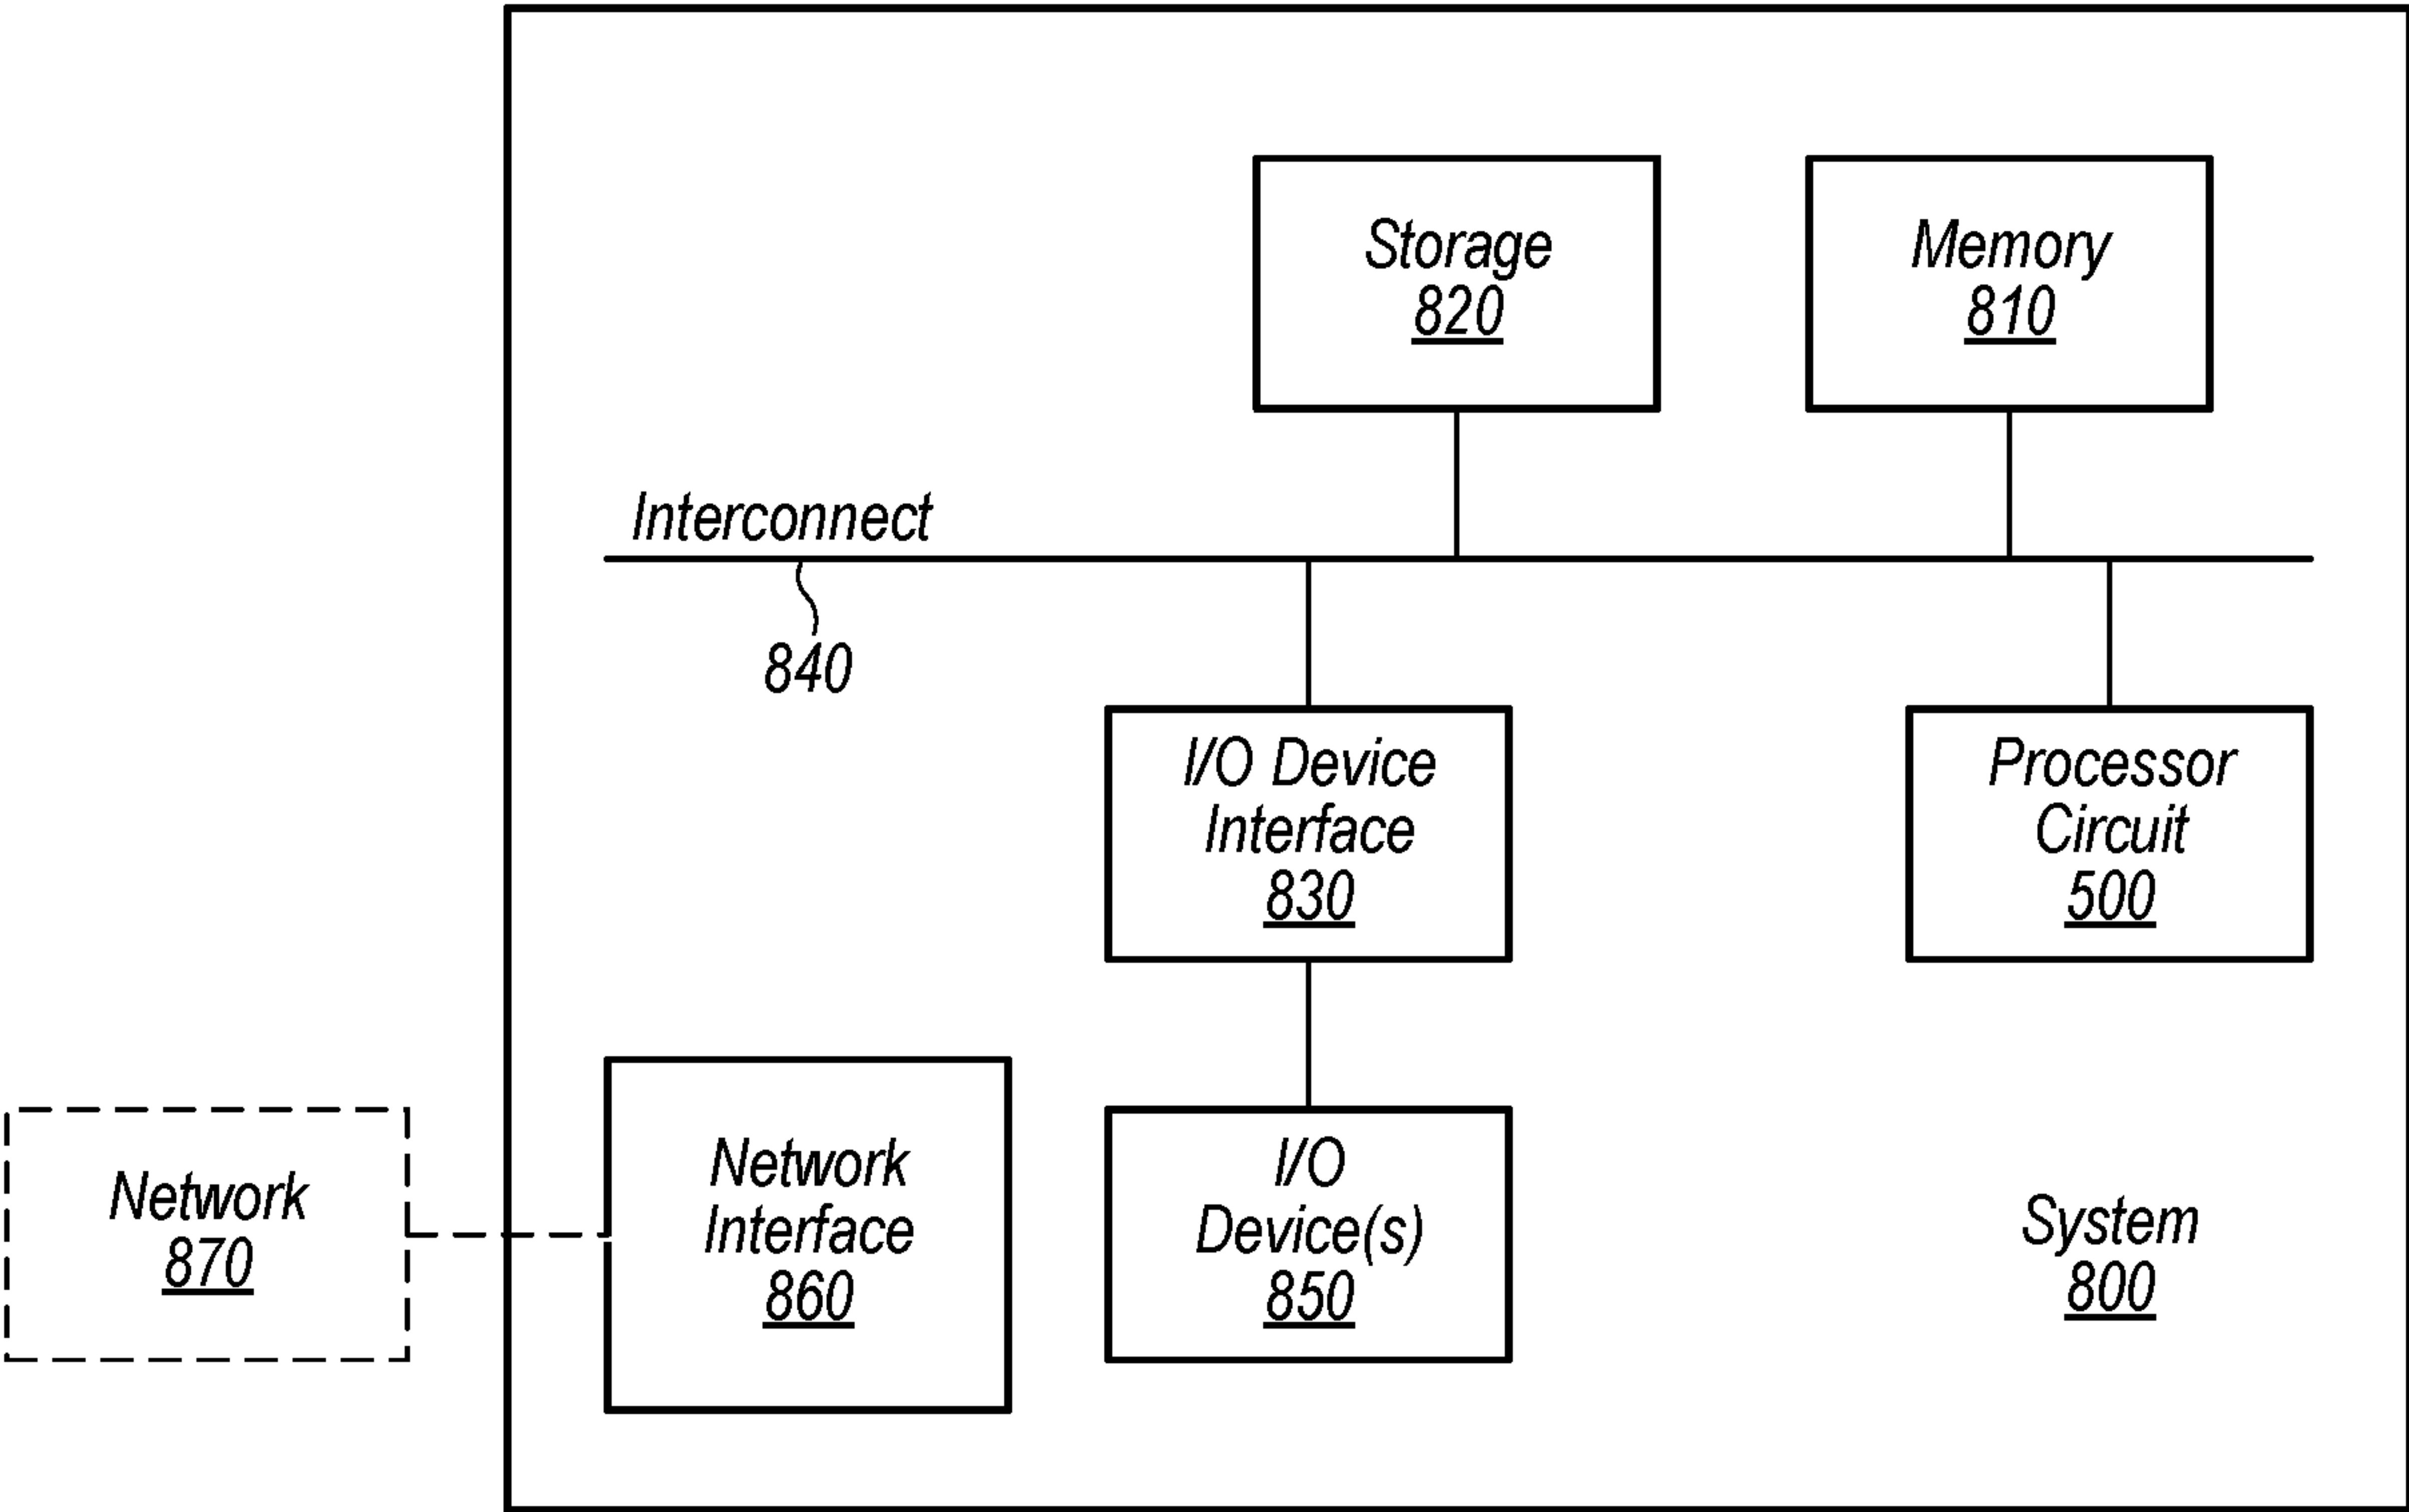 Storage
820
Memory
810
Interconnect
840
I/O Device
Interface
830
Processor
Circuit
500
Network
870
Network
Interface
860
I/O
Device(s)
850
System
800